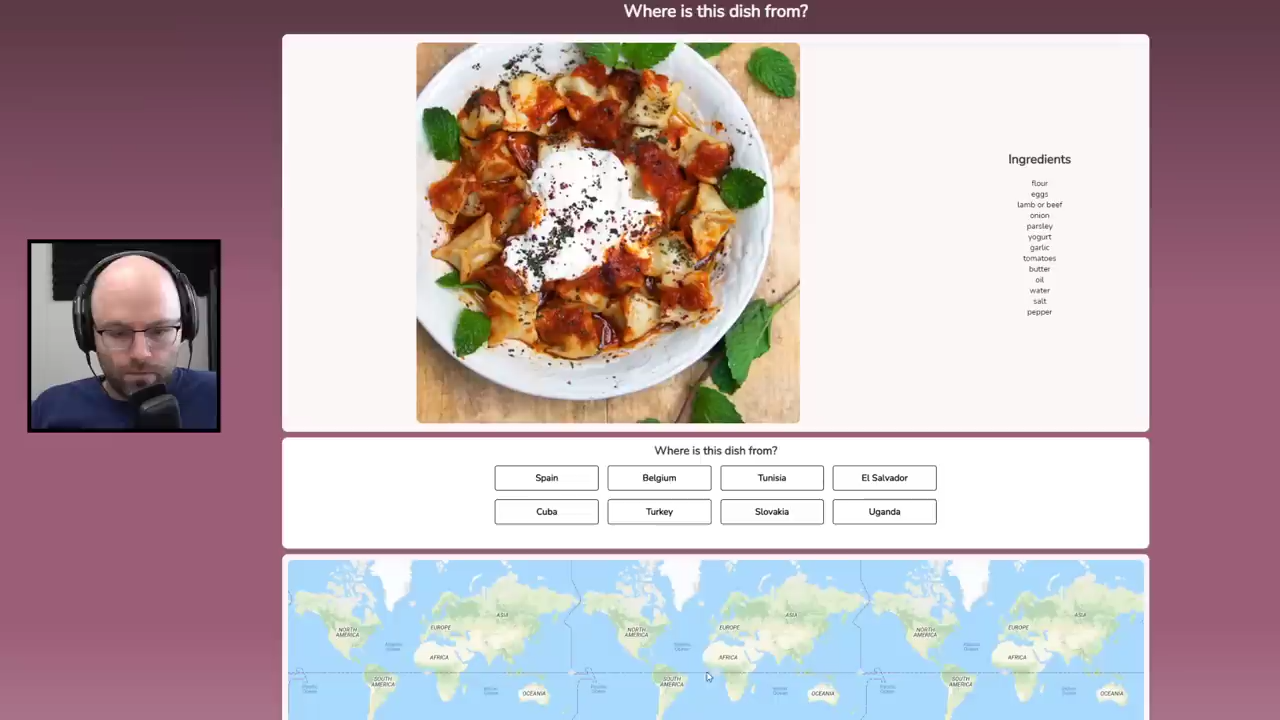 Where is this dish from?
Ingredients
flour
eggs
lamb or beef
onion
parsley
yogurt
garlic
tomatoes
butter
oil
water
salt
pepper
Where is this dish from?
Spain
Belgium
Tunisia
El Salvador
Cuba
Turkey
Slovakia
Uganda
ASIA
ASIA
NORTH AMERICA
EUROPE
NORTH AMERICA
EUROPE
NORTH AMERICA
EUROPE
AFRICA
AFRICA
AFRICA
SOUTH AMERICA
OCEANIA
SOUTH AMERICA
OCEANIA
SOUTH AMERICA
OCEANIA